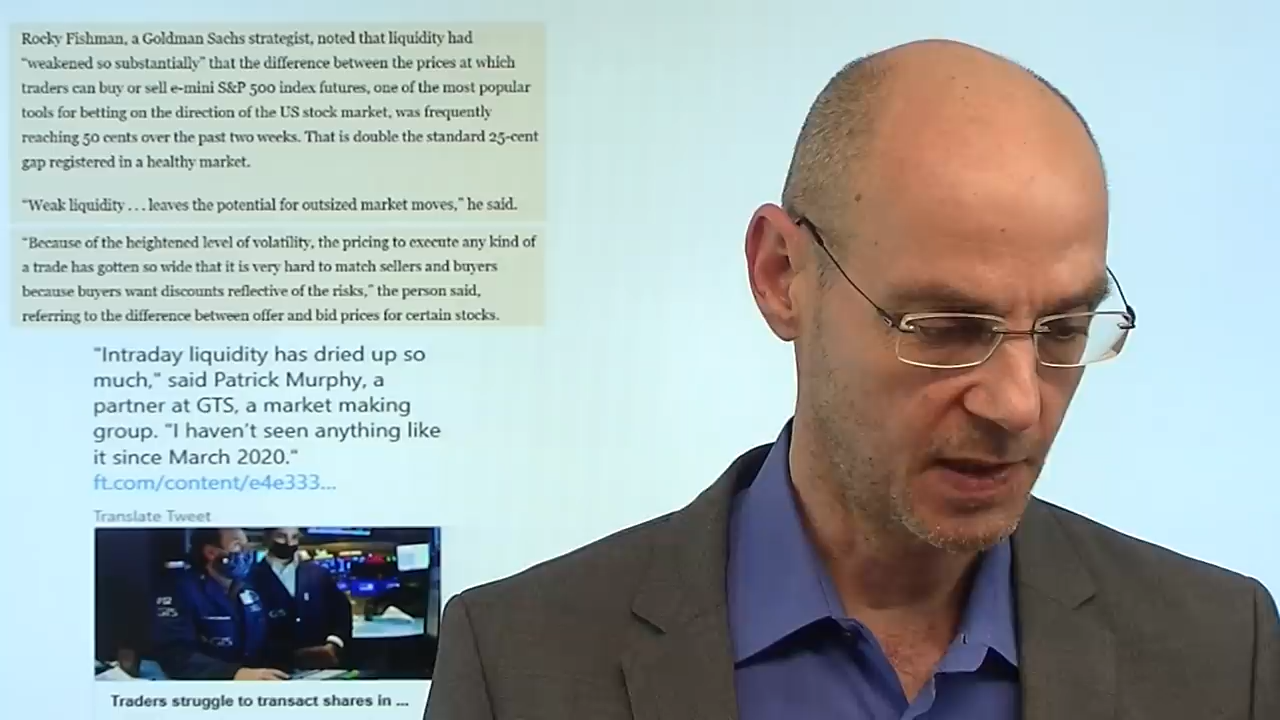 Rocky Fishman, a Goldman Sachs strategist, noted that liquidity had
“weakened so substantially” that the difference between the prices at which
traders can buy or sell e-mini S&P 500 index futures, one of the most popular
tools for betting on the direction of the US stock market, was frequently
reaching 50 cents over the past two weeks. That is double the standard 25-cent
gap registered in a healthy market.
“Weak liquidity . . . leaves the potential for outsized market moves,” he said.
“Because of the heightened level of volatility, the pricing to execute any kind of
a trade has gotten so wide that it is very hard to match sellers and buyers
because buyers want discounts reflective of the risks,” the person said,
referring to the difference between offer and bid prices for certain stocks.
"Intraday liquidity has dried up so
much," said Patrick Murphy, a
partner at GTS, a market making
group. "I haven't seen anything like
it since March 2020."
ft.com/content/e4e333...
Translate Tweet
GTS
Traders struggle to transact shares in ...